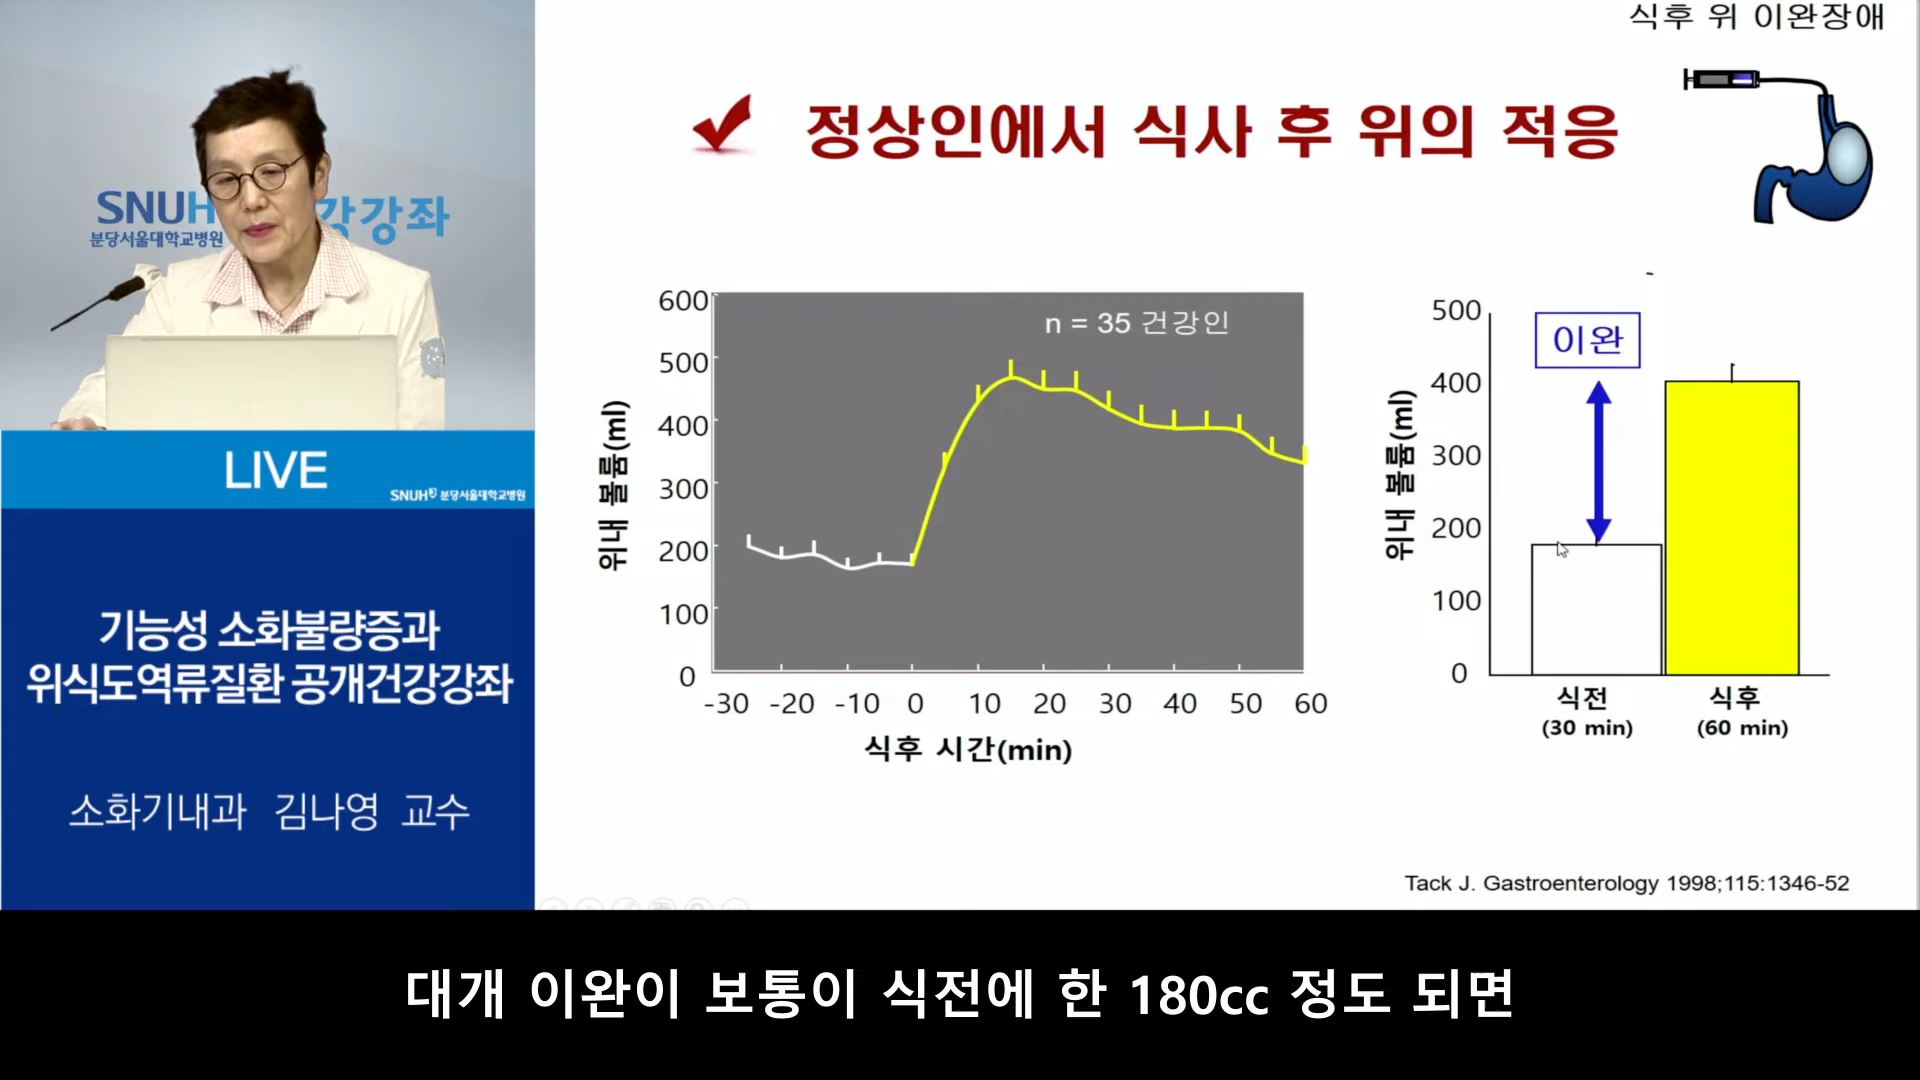 식후 위 이완장애
정상인에서 식사 후 위의 적응
SNUH
강강좌
분당서울대학교병원
LIVE
SNUH 분당서울대학교병원
기능성 소화불량증과
위식도역류질환 공개건강강좌
소화기내과 김나영 교수
n = 35 건강인
위내 볼륨(ml)
600
500
400
300
200
100
0
-30 -20 -10 0 10 20 30 40 50 60
식후 시간(min)
이완
위내 볼륨(ml)
500
400
300
200
100
0
식전 식후
(30 min) (60 min)
Tack J. Gastroenterology 1998;115:1346-52
대개 이완이 보통이 식전에 한 180cc 정도 되면